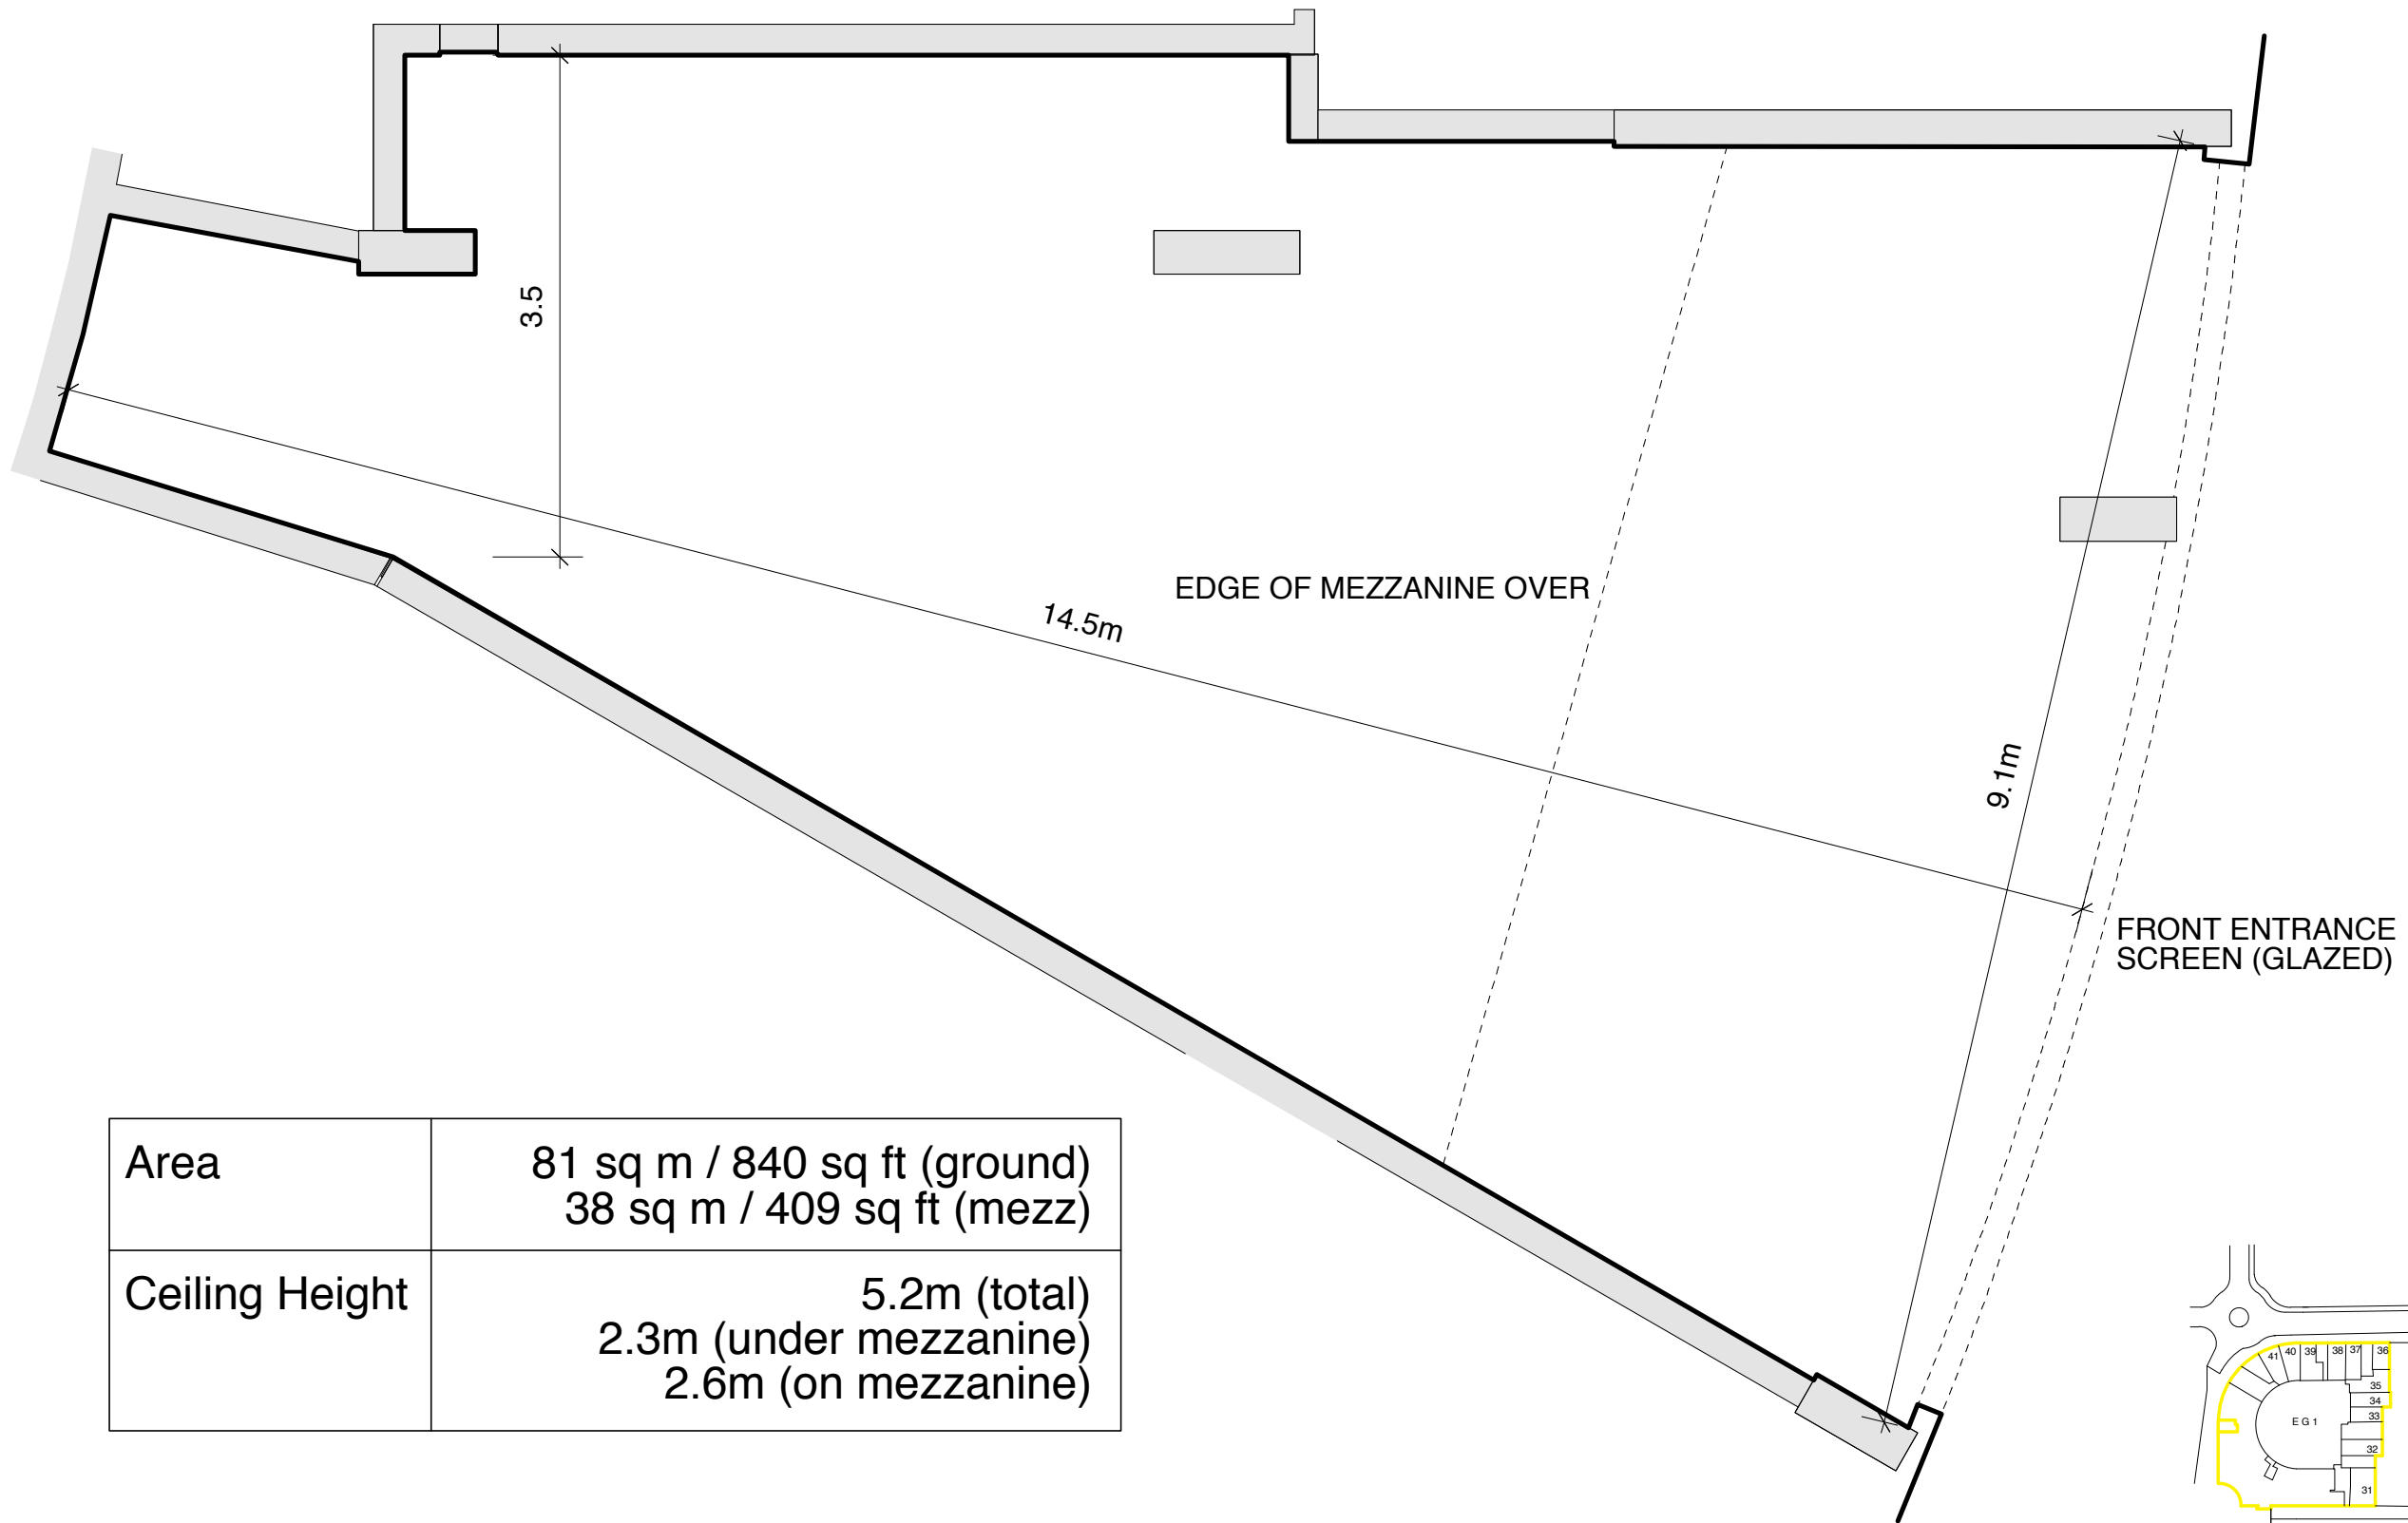 3.5
EDGE OF MEZZANINE OVER
14.5m
9.1m
FRONT ENTRANCE
SCREEN (GLAZED)
Area
81 sq m / 840 sq ft (ground)
38 sq m / 409 sq ft (mezz)
Ceiling Height
5.2m (total)
2.3m (under mezzanine)
2.6m (on mezzanine)
41 40 39 38 37 36
35
34
33
E G 1
32
31